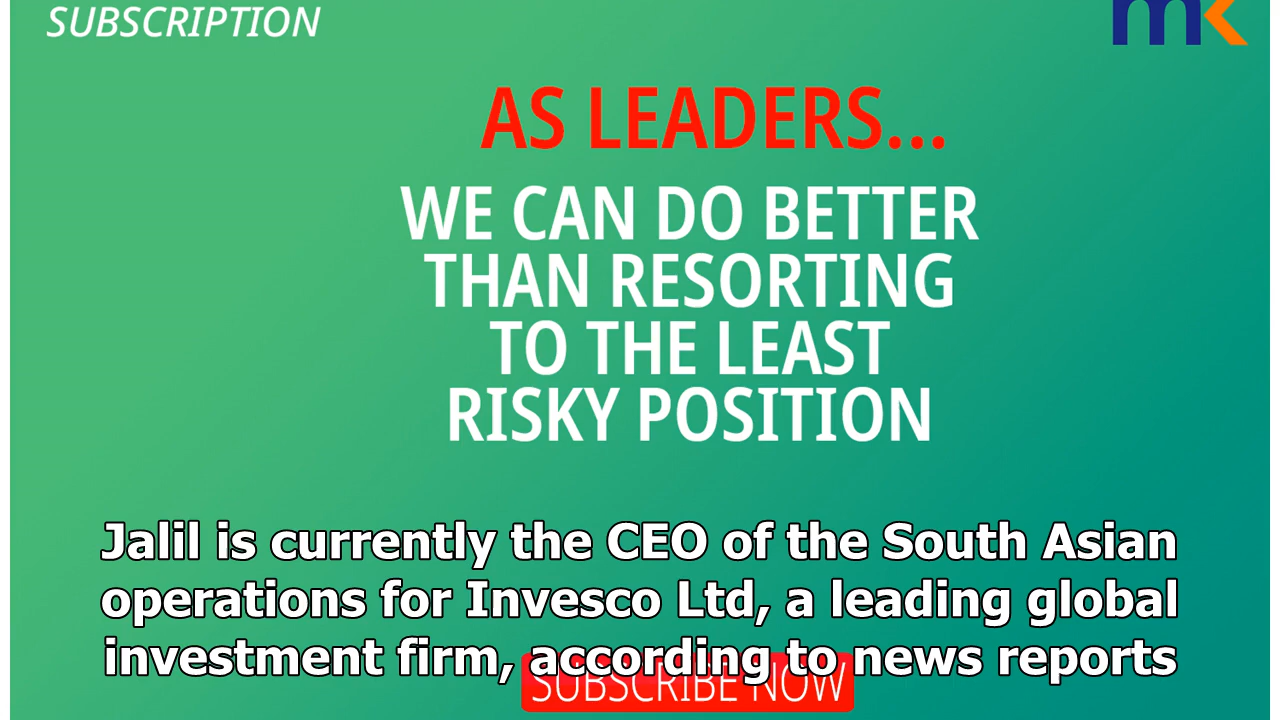 SUBSCRIPTION
mk
AS LEADERS...
WE CAN DO BETTER
THAN RESORTING
TO THE LEAST
RISKY POSITION
Jalil is currently the CEO of the South Asian
operations for Invesco Ltd, a leading global
investment firm, according to news reports
SUBSCRIBE NOW